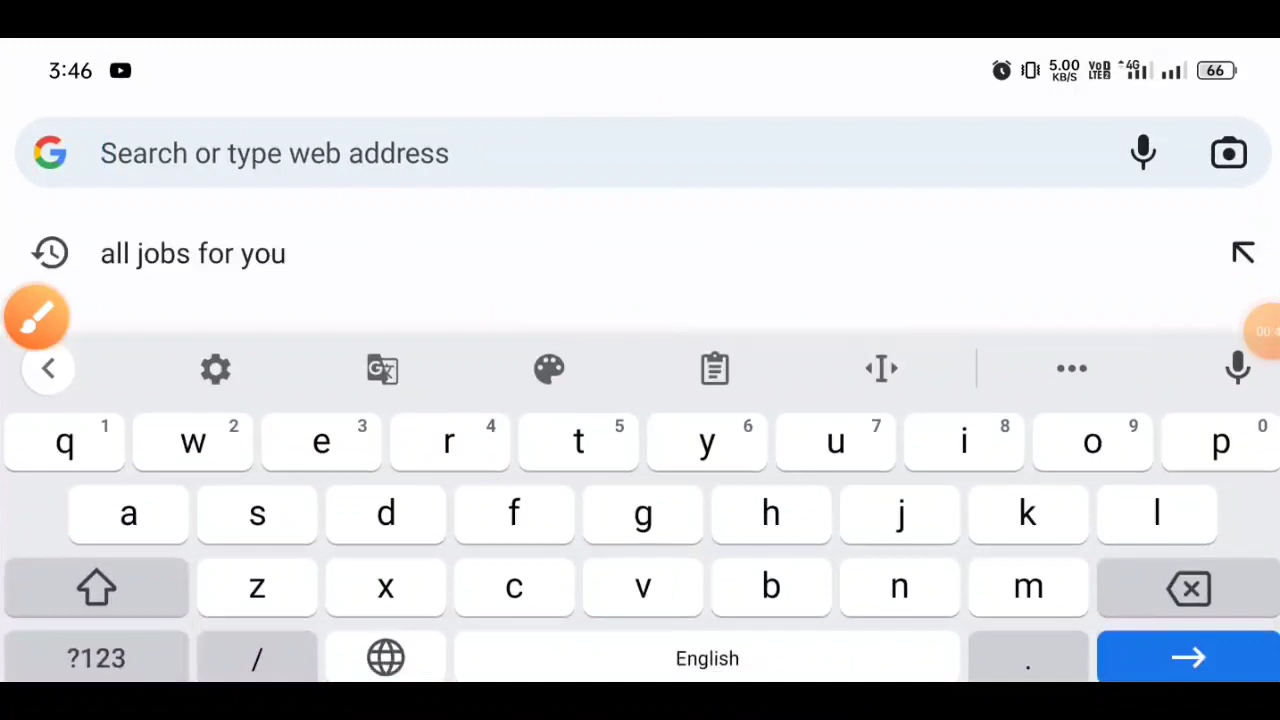 3:46
5.00 KB/S VoD LTE2 4G 66
Search or type web address
all jobs for you
q 1 w 2 e 3 r 4 t 5 y 6 u 7 i 8 o 9 p 0
a s d f g h j k l
z x c v b n m
?123 / English .